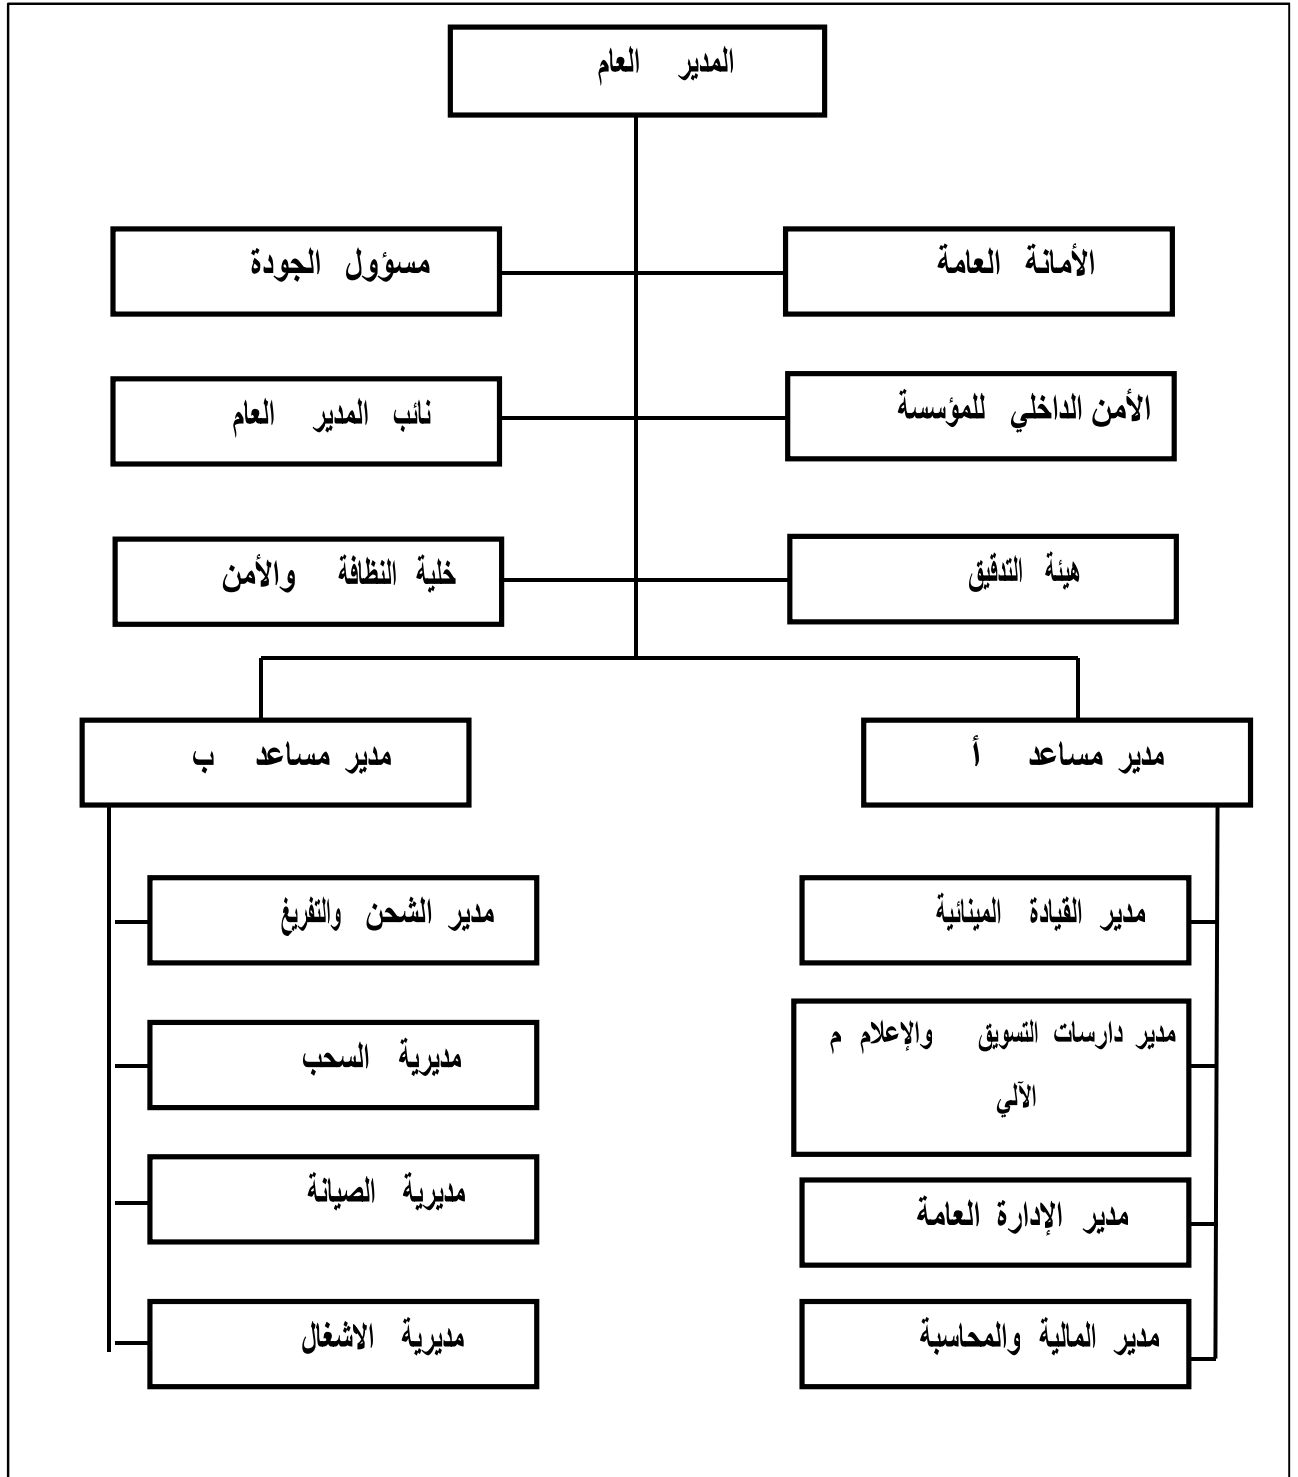 المدير العام
الأمانة العامة
مسؤول الجودة
الأمن الداخلي للمؤسسة
نائب المدير العام
هيئة التدقيق
خلية النظافة والأمن
مدير مساعد أ
مدير مساعد ب
مدير القيادة المينائية
مدير الشحن والتفريغ
مدير دارسات التسويق والإعلام م
الآلي
مديرية السحب
مدير الإدارة العامة
مديرية الصيانة
مدير المالية والمحاسبة
مديرية الاشغال